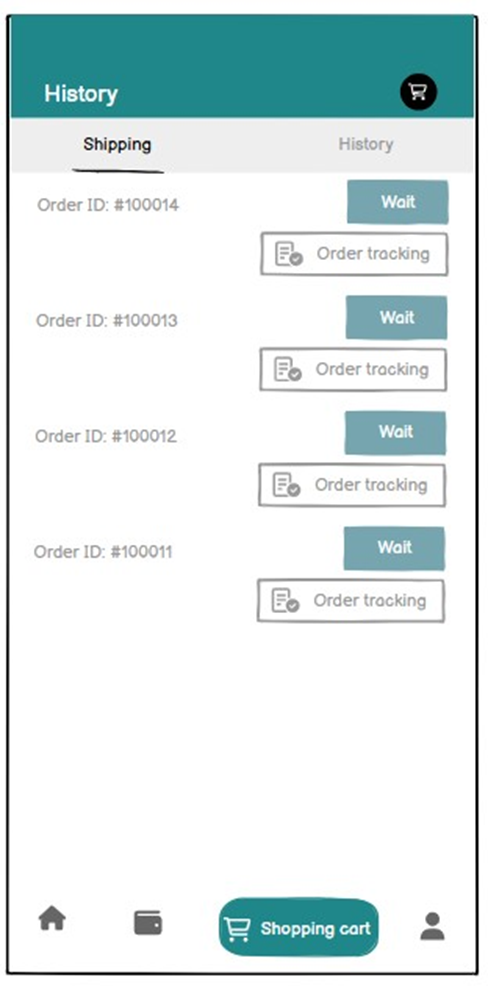 History
Shipping
History
Order ID: #100014
Wait
Order tracking
Order ID: #100013
Wait
Order tracking
Order ID: #100012
Wait
Order tracking
Order ID: #100011
Wait
Order tracking
Shopping cart